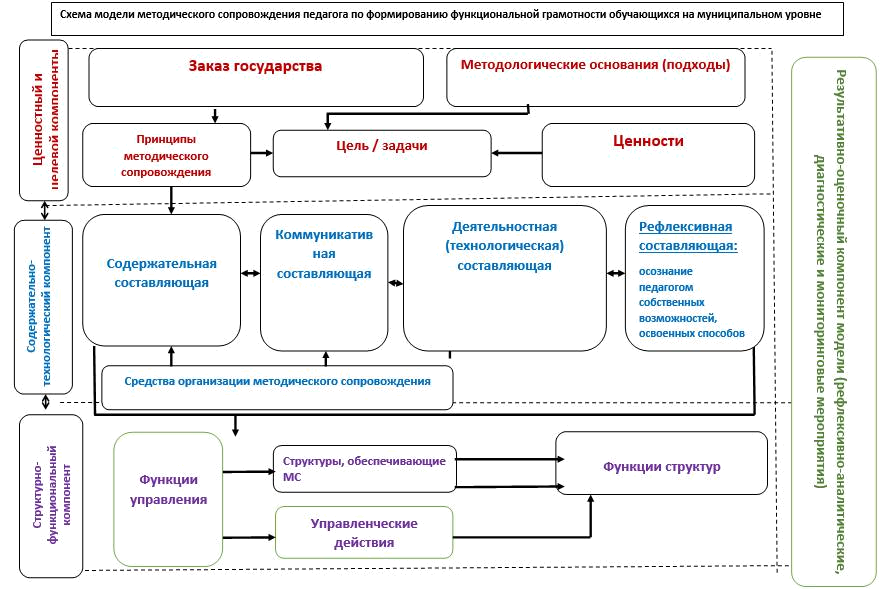 Схема модели методического сопровождения педагога по формированию функциональной грамотности обучающихся на муниципальном уровне
Ценностный и
целевой компоненты
Заказ государства
Методологические основания (подходы)
Принципы
методического
сопровождения
Цель / задачи
Ценности
Содержательно-
технологический компонент
Содержательная
составляющая
Коммуникатив
ная
составляющая
Деятельностная
(технологическая)
составляющая
Рефлексивная
составляющая:
осознание
педагогом
собственных
возможностей,
освоенных способов
Средства организации методического сопровождения
Структурно-
функциональный
компонент
Функции
управления
Структуры, обеспечивающие
МС
Функции структур
Управленческие
действия
Результативно-оценочный компонент модели (рефлексивно-аналитические,
диагностические и мониторинговые мероприятия)